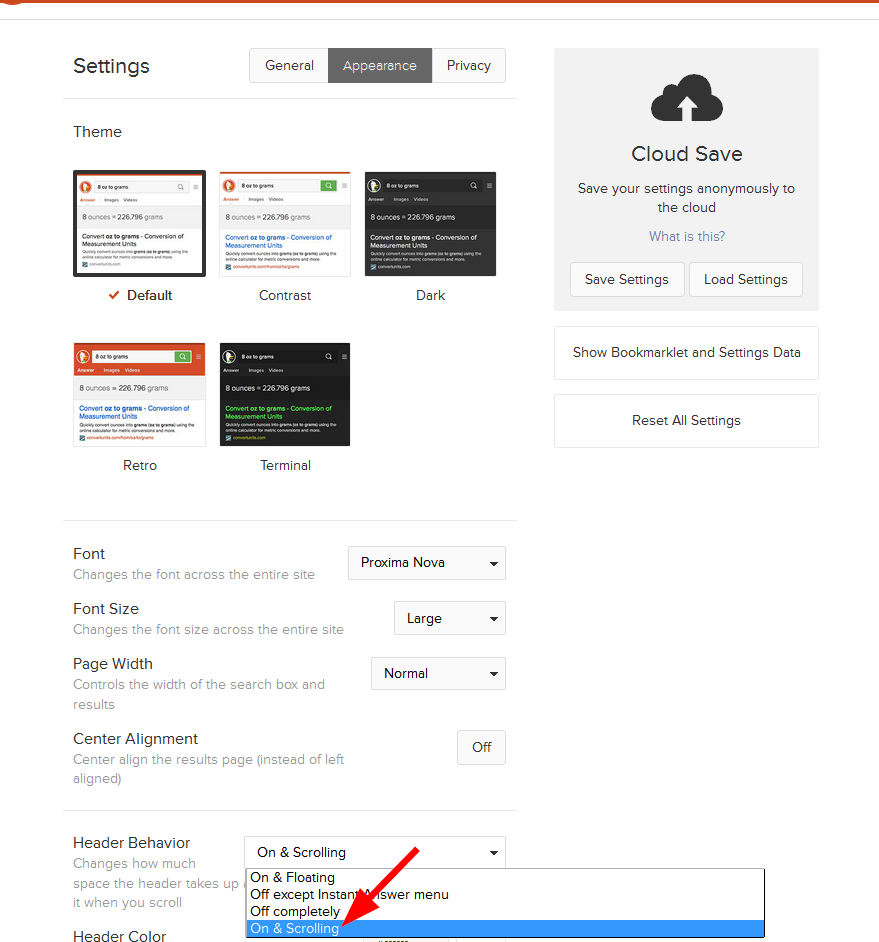 Settings
General
Appearance
Privacy
Theme
8 oz to grams
Answer Images Videos
8 ounces = 226.796 grams
Convert oz to grams - Conversion of
Measurement Units
Quickly convert ounces into grams (oz to grams) using the
online calculator for metric conversions and more.
convertunits.com
Default
8 oz to grams
Answer Images Videos
8 ounces = 226.796 grams
Convert oz to grams - Conversion of
Measurement Units
Quickly convert ounces into grams (oz to grams) using the
online calculator for metric conversions and more.
convertunits.com/from/oz/to/grams
Contrast
8 oz to grams
Answer Images Videos
8 ounces = 226.796 grams
Convert oz to grams - Conversion of
Measurement Units
Quickly convert ounces into grams (oz to grams) using the
online calculator for metric conversions and more.
convertunits.com
Dark
8 oz to grams
Answer Images Videos
8 ounces = 226.796 grams
Convert oz to grams - Conversion of
Measurement Units
Quickly convert ounces into grams (oz to grams) using the
online calculator for metric conversions and more.
convertunits.com/from/oz/to/grams
Retro
8 oz to grams
Answer Images Videos
8 ounces = 226.796 grams
Convert oz to grams - Conversion of
Measurement Units
Quickly convert ounces into grams (oz to grams) using the
online calculator for metric conversions and more.
convertunits.com
Terminal
Font
Changes the font across the entire site
Proxima Nova
Font Size
Changes the font size across the entire site
Large
Page Width
Controls the width of the search box and
results
Normal
Center Alignment
Center align the results page (instead of left
aligned)
Off
Header Behavior
Changes how much
space the header takes up
it when you scroll
On & Scrolling
On & Floating
Off except Instant Answer menu
Off completely
On & Scrolling
Header Color
Cloud Save
Save your settings anonymously to
the cloud
What is this?
Save Settings
Load Settings
Show Bookmarklet and Settings Data
Reset All Settings